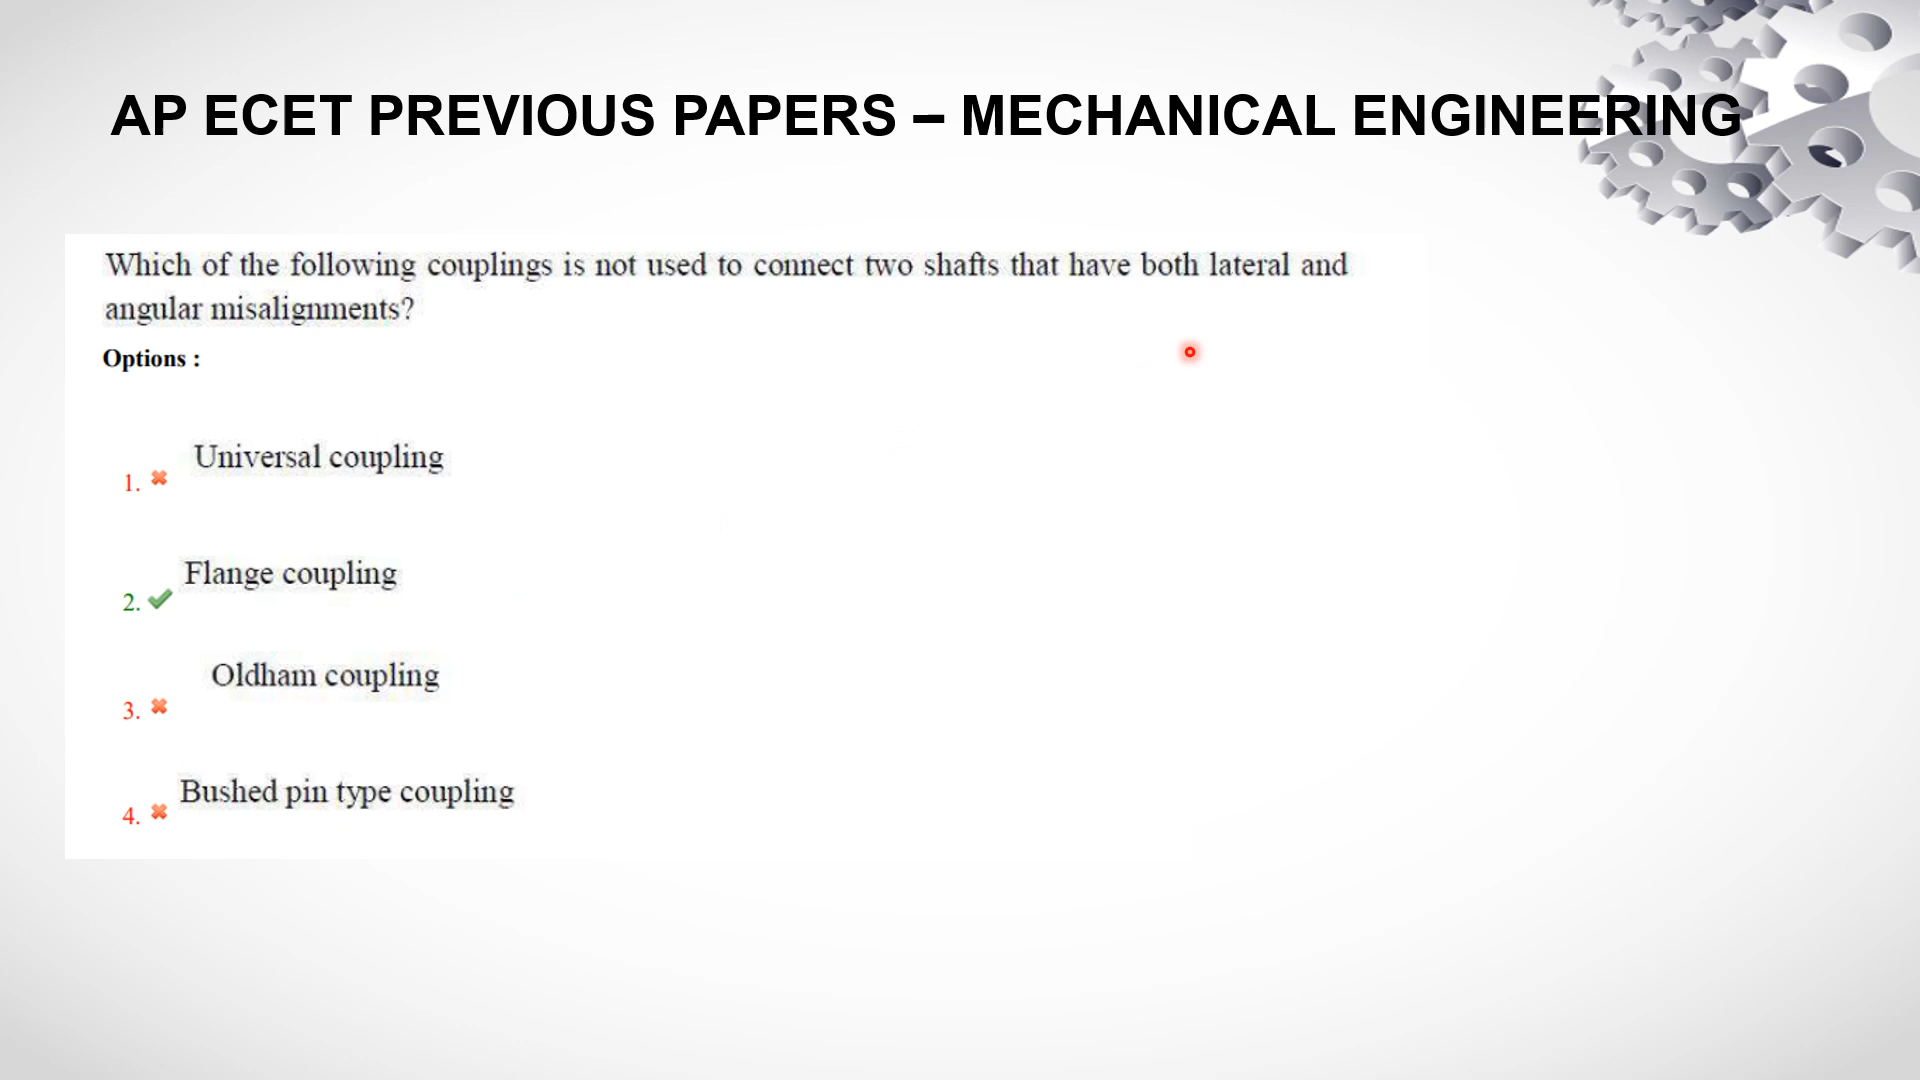 AP ECET PREVIOUS PAPERS – MECHANICAL ENGINEERING
Which of the following couplings is not used to connect two shafts that have both lateral and
angular misalignments?
Options :
1. Universal coupling
2. Flange coupling
3. Oldham coupling
4. Bushed pin type coupling